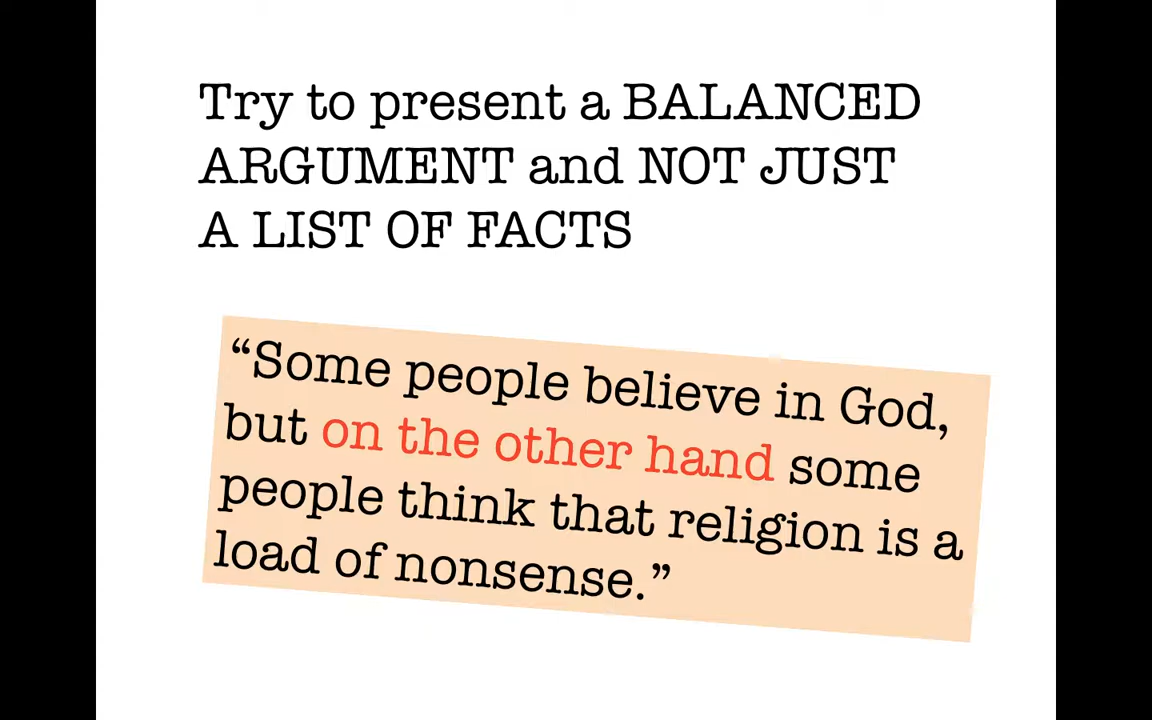 Try to present a BALANCED
ARGUMENT and NOT JUST
A LIST OF FACTS
“Some people believe in God,
but on the other hand some
people think that religion is a
load of nonsense.”